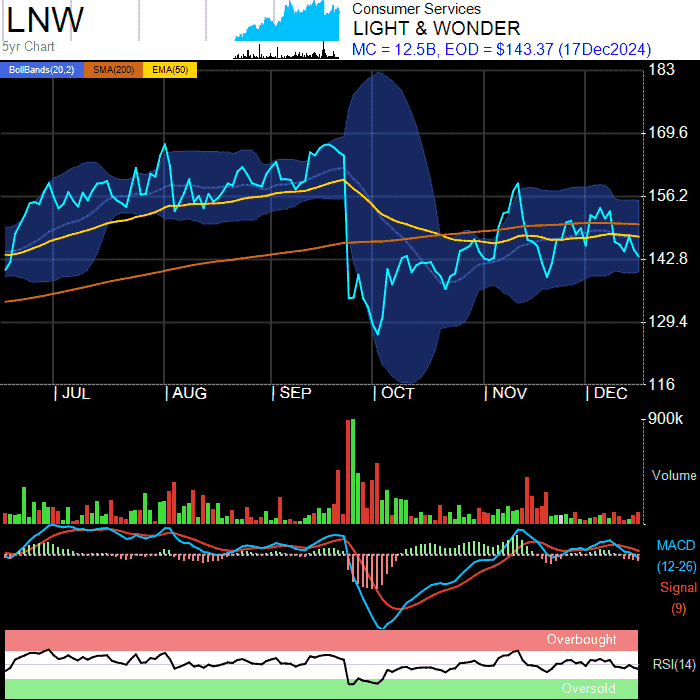 LNW
5yr Chart
Consumer Services
LIGHT & WONDER
MC = 12.5B, EOD = $143.37 (17Dec2024)
BollBands(20,2) SMA(200) EMA(50)
183
169.6
156.2
142.8
129.4
116
| JUL | AUG | SEP | OCT | NOV | DEC
900k
Volume
MACD
(12-26)
Signal
(9)
Overbought
RSI(14)
Oversold